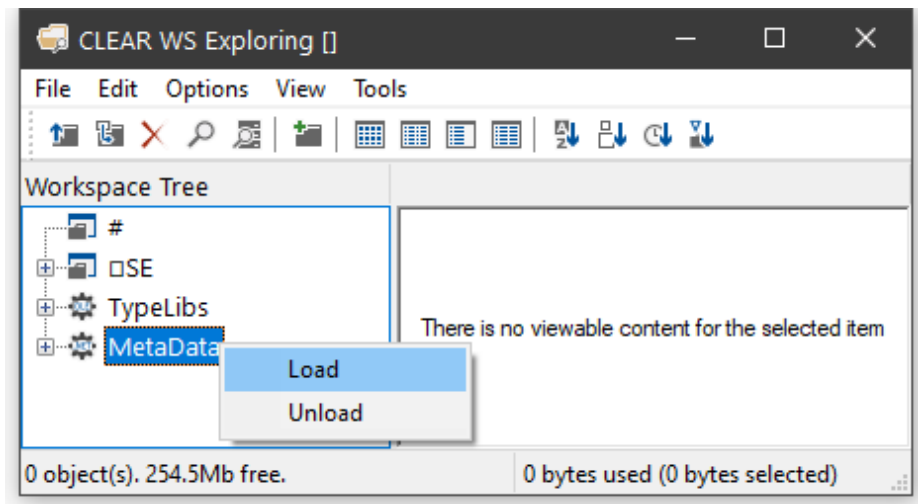 CLEAR WS Exploring []
File Edit Options View Tools
Workspace Tree
#
⎕SE
TypeLibs
MetaData
There is no viewable content for the selected item
Load
Unload
0 object(s). 254.5Mb free.
0 bytes used (0 bytes selected)